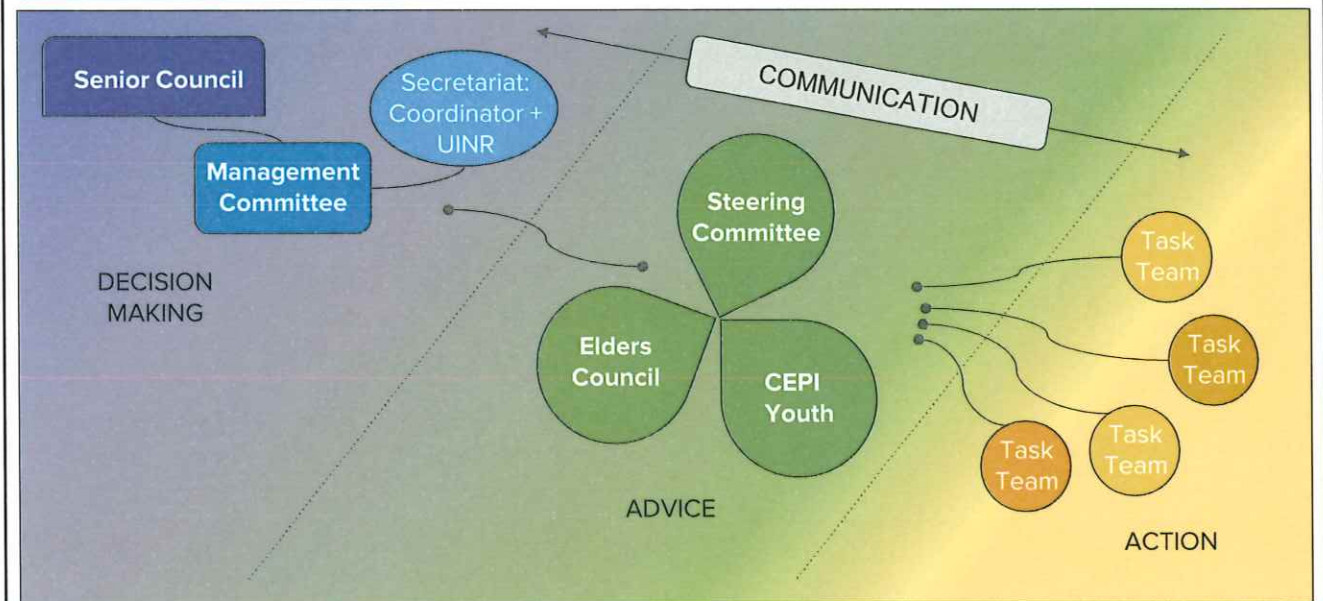 Senior Council
Secretariat:
Coordinator +
UINR
COMMUNICATION
Management
Committee
Steering
Committee
DECISION
MAKING
Elders
Council
CEPI
Youth
Task
Team
Task
Team
Task
Team
Task
Team
ADVICE
ACTION